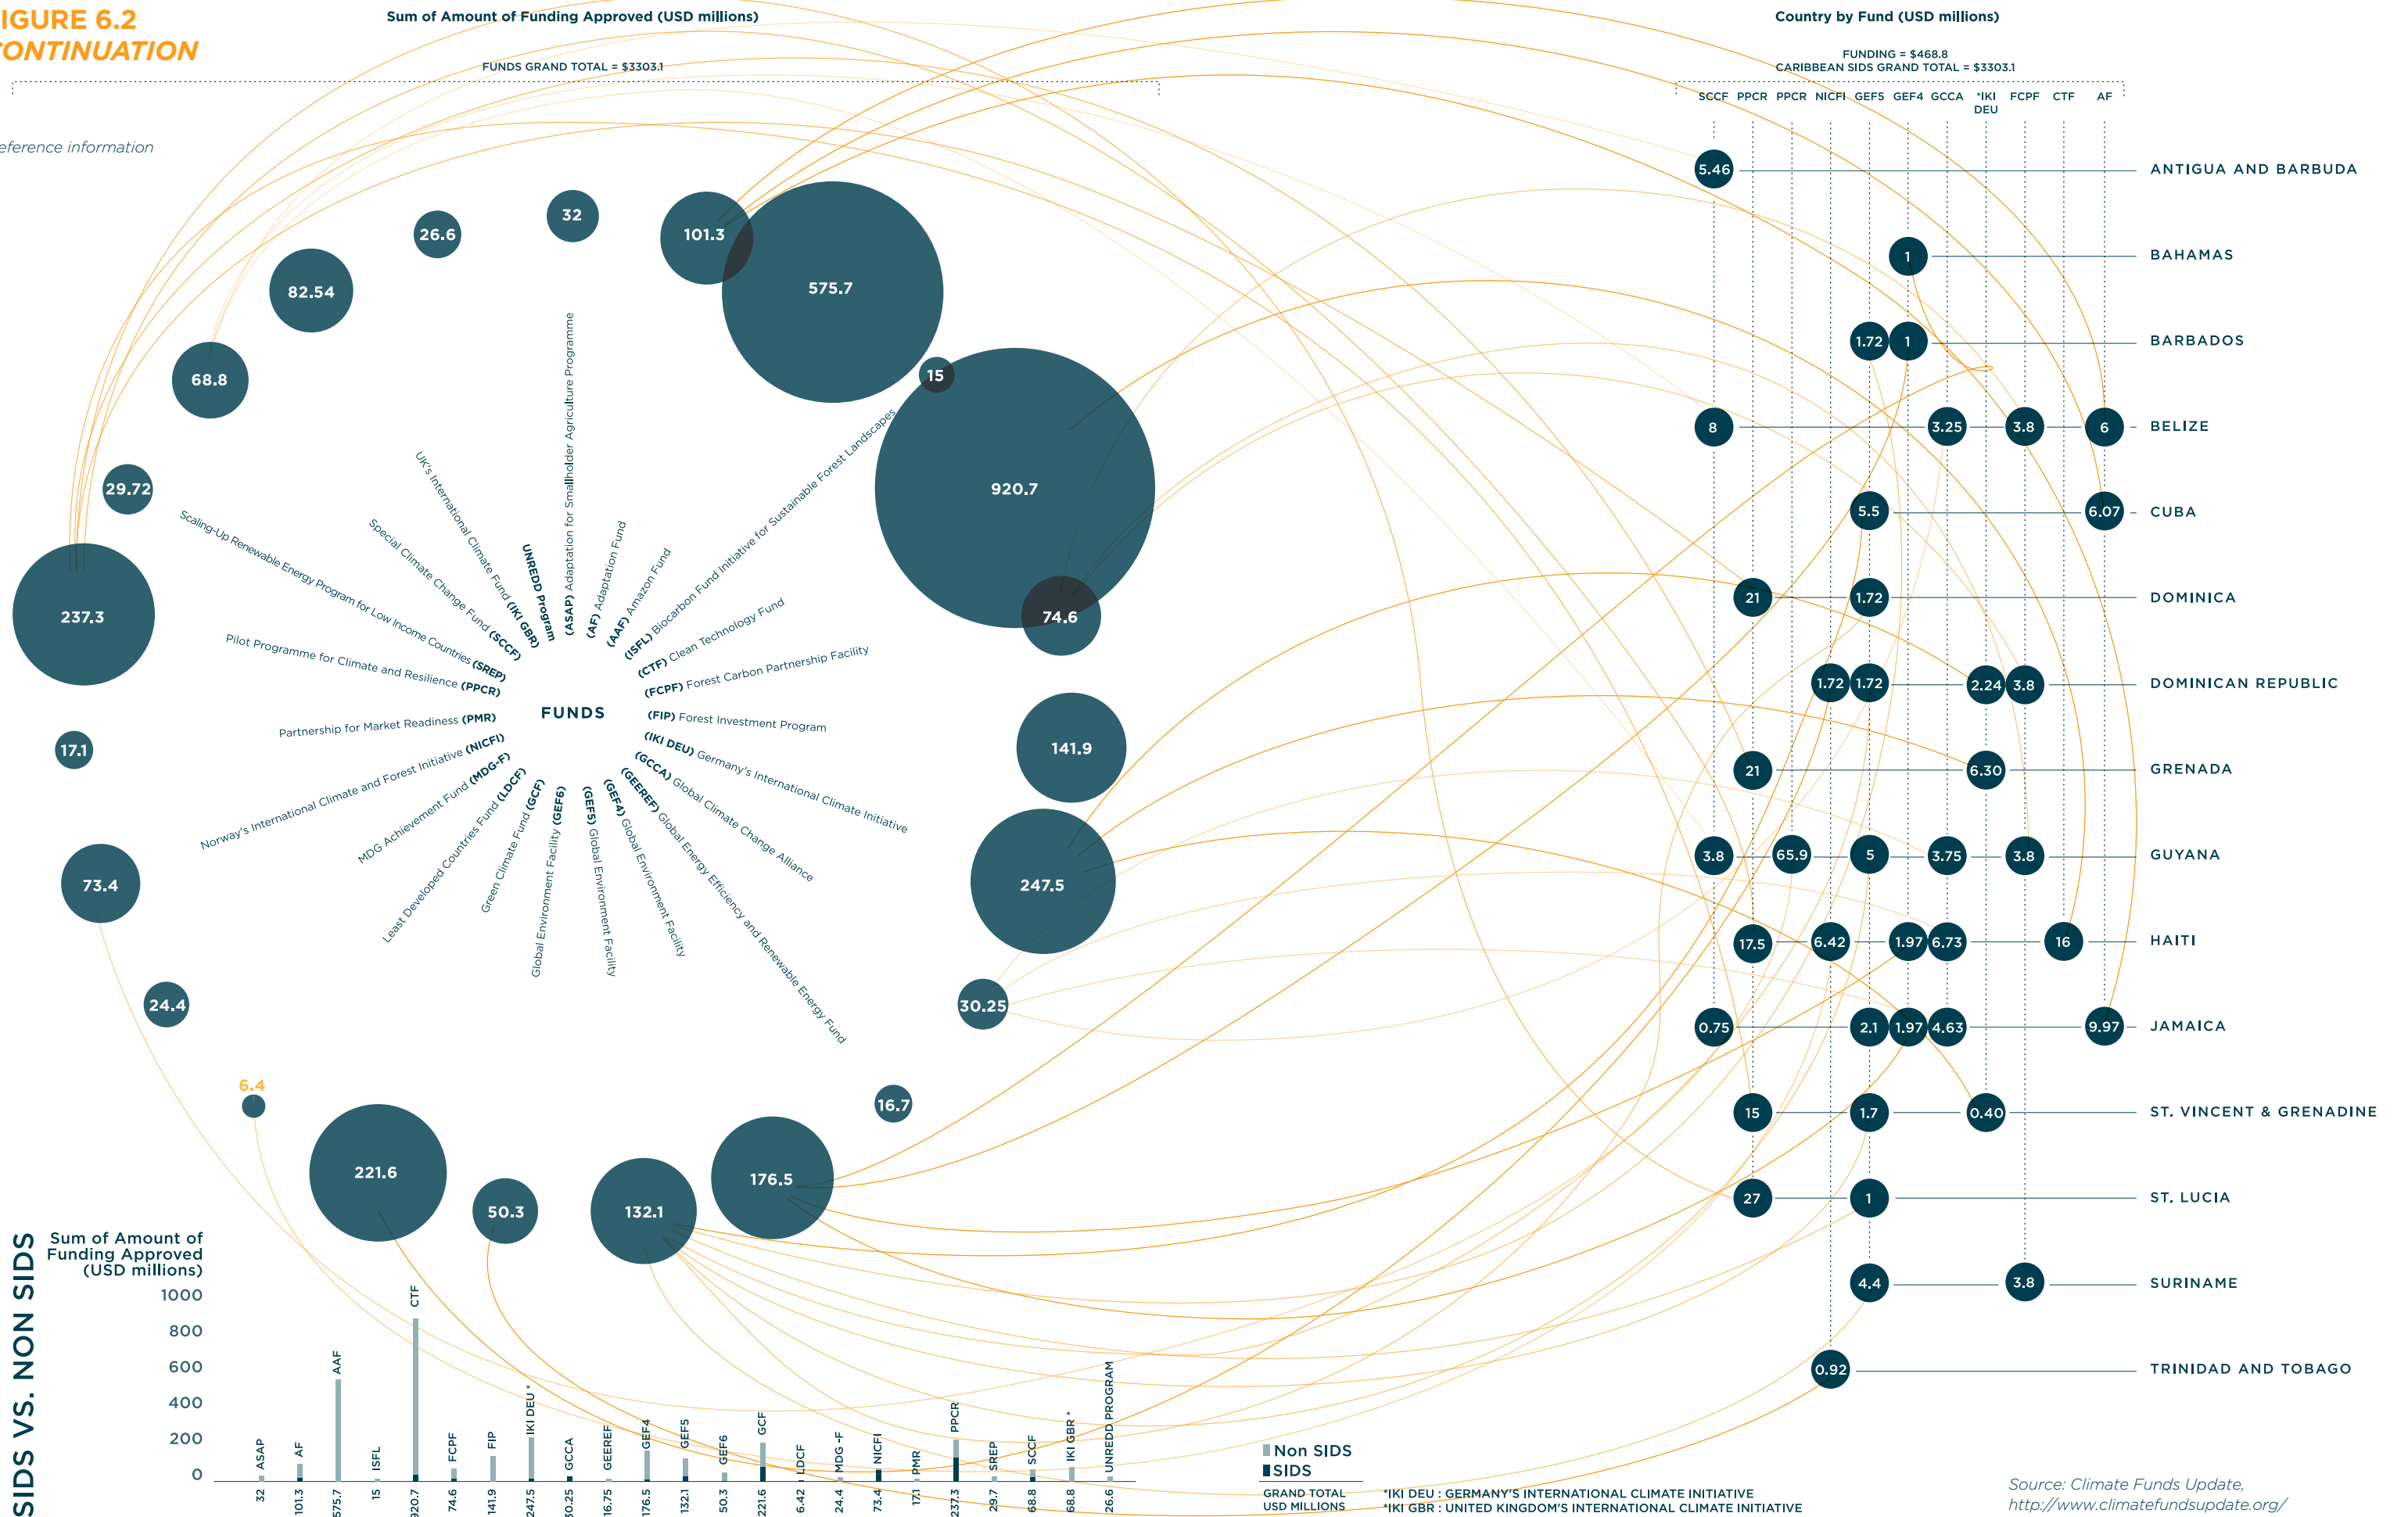 IGURE 6.2
ONTINUATION
Sum of Amount of Funding Approved (USD millions)
FUNDS GRAND TOTAL = $3303.1
eference information
32
101.3
575.7
15
920.7
74.6
141.9
247.5
30.25
16.7
176.5
132.1
50.3
221.6
6.4
24.4
73.4
17.1
237.3
29.72
68.8
82.54
26.6
FUNDS
(ASAP) Adaptation for Smallholder Agriculture Programme
(AF) Adaptation Fund
(AAF) Amazon Fund
(ISFL) Biocarbon Fund Initiative for Sustainable Forest Landscapes
(CTF) Clean Technology Fund
(FCPF) Forest Carbon Partnership Facility
(FIP) Forest Investment Program
(IKI DEU) Germany's International Climate Initiative
(GCCA) Global Climate Change Alliance
(GEEREF) Global Energy Efficiency and Renewable Energy Fund
(GEF4) Global Environment Facility
(GEF5) Global Environment Facility
Global Environment Facility (GEF6)
Green Climate Fund (GCF)
Least Developed Countries Fund (LDCF)
MDG Achievement Fund (MDG-F)
Norway's International Climate and Forest Initiative (NICFI)
Partnership for Market Readiness (PMR)
Pilot Programme for Climate and Resilience (PPCR)
Scaling-Up Renewable Energy Program for Low Income Countries (SREP)
Special Climate Change Fund (SCCF)
UK's International Climate Fund (IKI GBR)
UNREDD Program
Country by Fund (USD millions)
FUNDING = $468.8
CARIBBEAN SIDS GRAND TOTAL = $3303.1
SCCF PPCR PPCR NICFI GEF5 GEF4 GCCA *IKI DEU FCPF CTF AF
5.46 ANTIGUA AND BARBUDA
1 BAHAMAS
1.72 1 BARBADOS
8 3.25 3.8 6 BELIZE
5.5 6.07 CUBA
21 1.72 DOMINICA
1.72 1.72 2.24 3.8 DOMINICAN REPUBLIC
21 6.30 GRENADA
3.8 65.9 5 3.75 3.8 GUYANA
17.5 6.42 1.97 6.73 16 HAITI
0.75 2.1 1.97 4.63 9.97 JAMAICA
15 1.7 0.40 ST. VINCENT & GRENADINE
27 1 ST. LUCIA
4.4 3.8 SURINAME
0.92 TRINIDAD AND TOBAGO
SIDS VS. NON SIDS
Sum of Amount of
Funding Approved
(USD millions)
1000
800
600
400
200
0
ASAP AF AAF ISFL CTF FCPF FIP IKI DEU * GCCA GEEREF GEF4 GEF5 GEF6 GCF LDCF MDG -F NICFI PMR PPCR SREP SCCF IKI GBR * UNREDD PROGRAM
32 101.3 575.7 15 920.7 74.6 141.9 247.5 30.25 16.75 176.5 132.1 50.3 221.6 6.42 24.4 73.4 17.1 237.3 29.7 68.8 68.8 26.6
Non SIDS
SIDS
GRAND TOTAL
USD MILLIONS
*IKI DEU : GERMANY'S INTERNATIONAL CLIMATE INITIATIVE
*IKI GBR : UNITED KINGDOM'S INTERNATIONAL CLIMATE INITIATIVE
Source: Climate Funds Update,
http://www.climatefundsupdate.org/